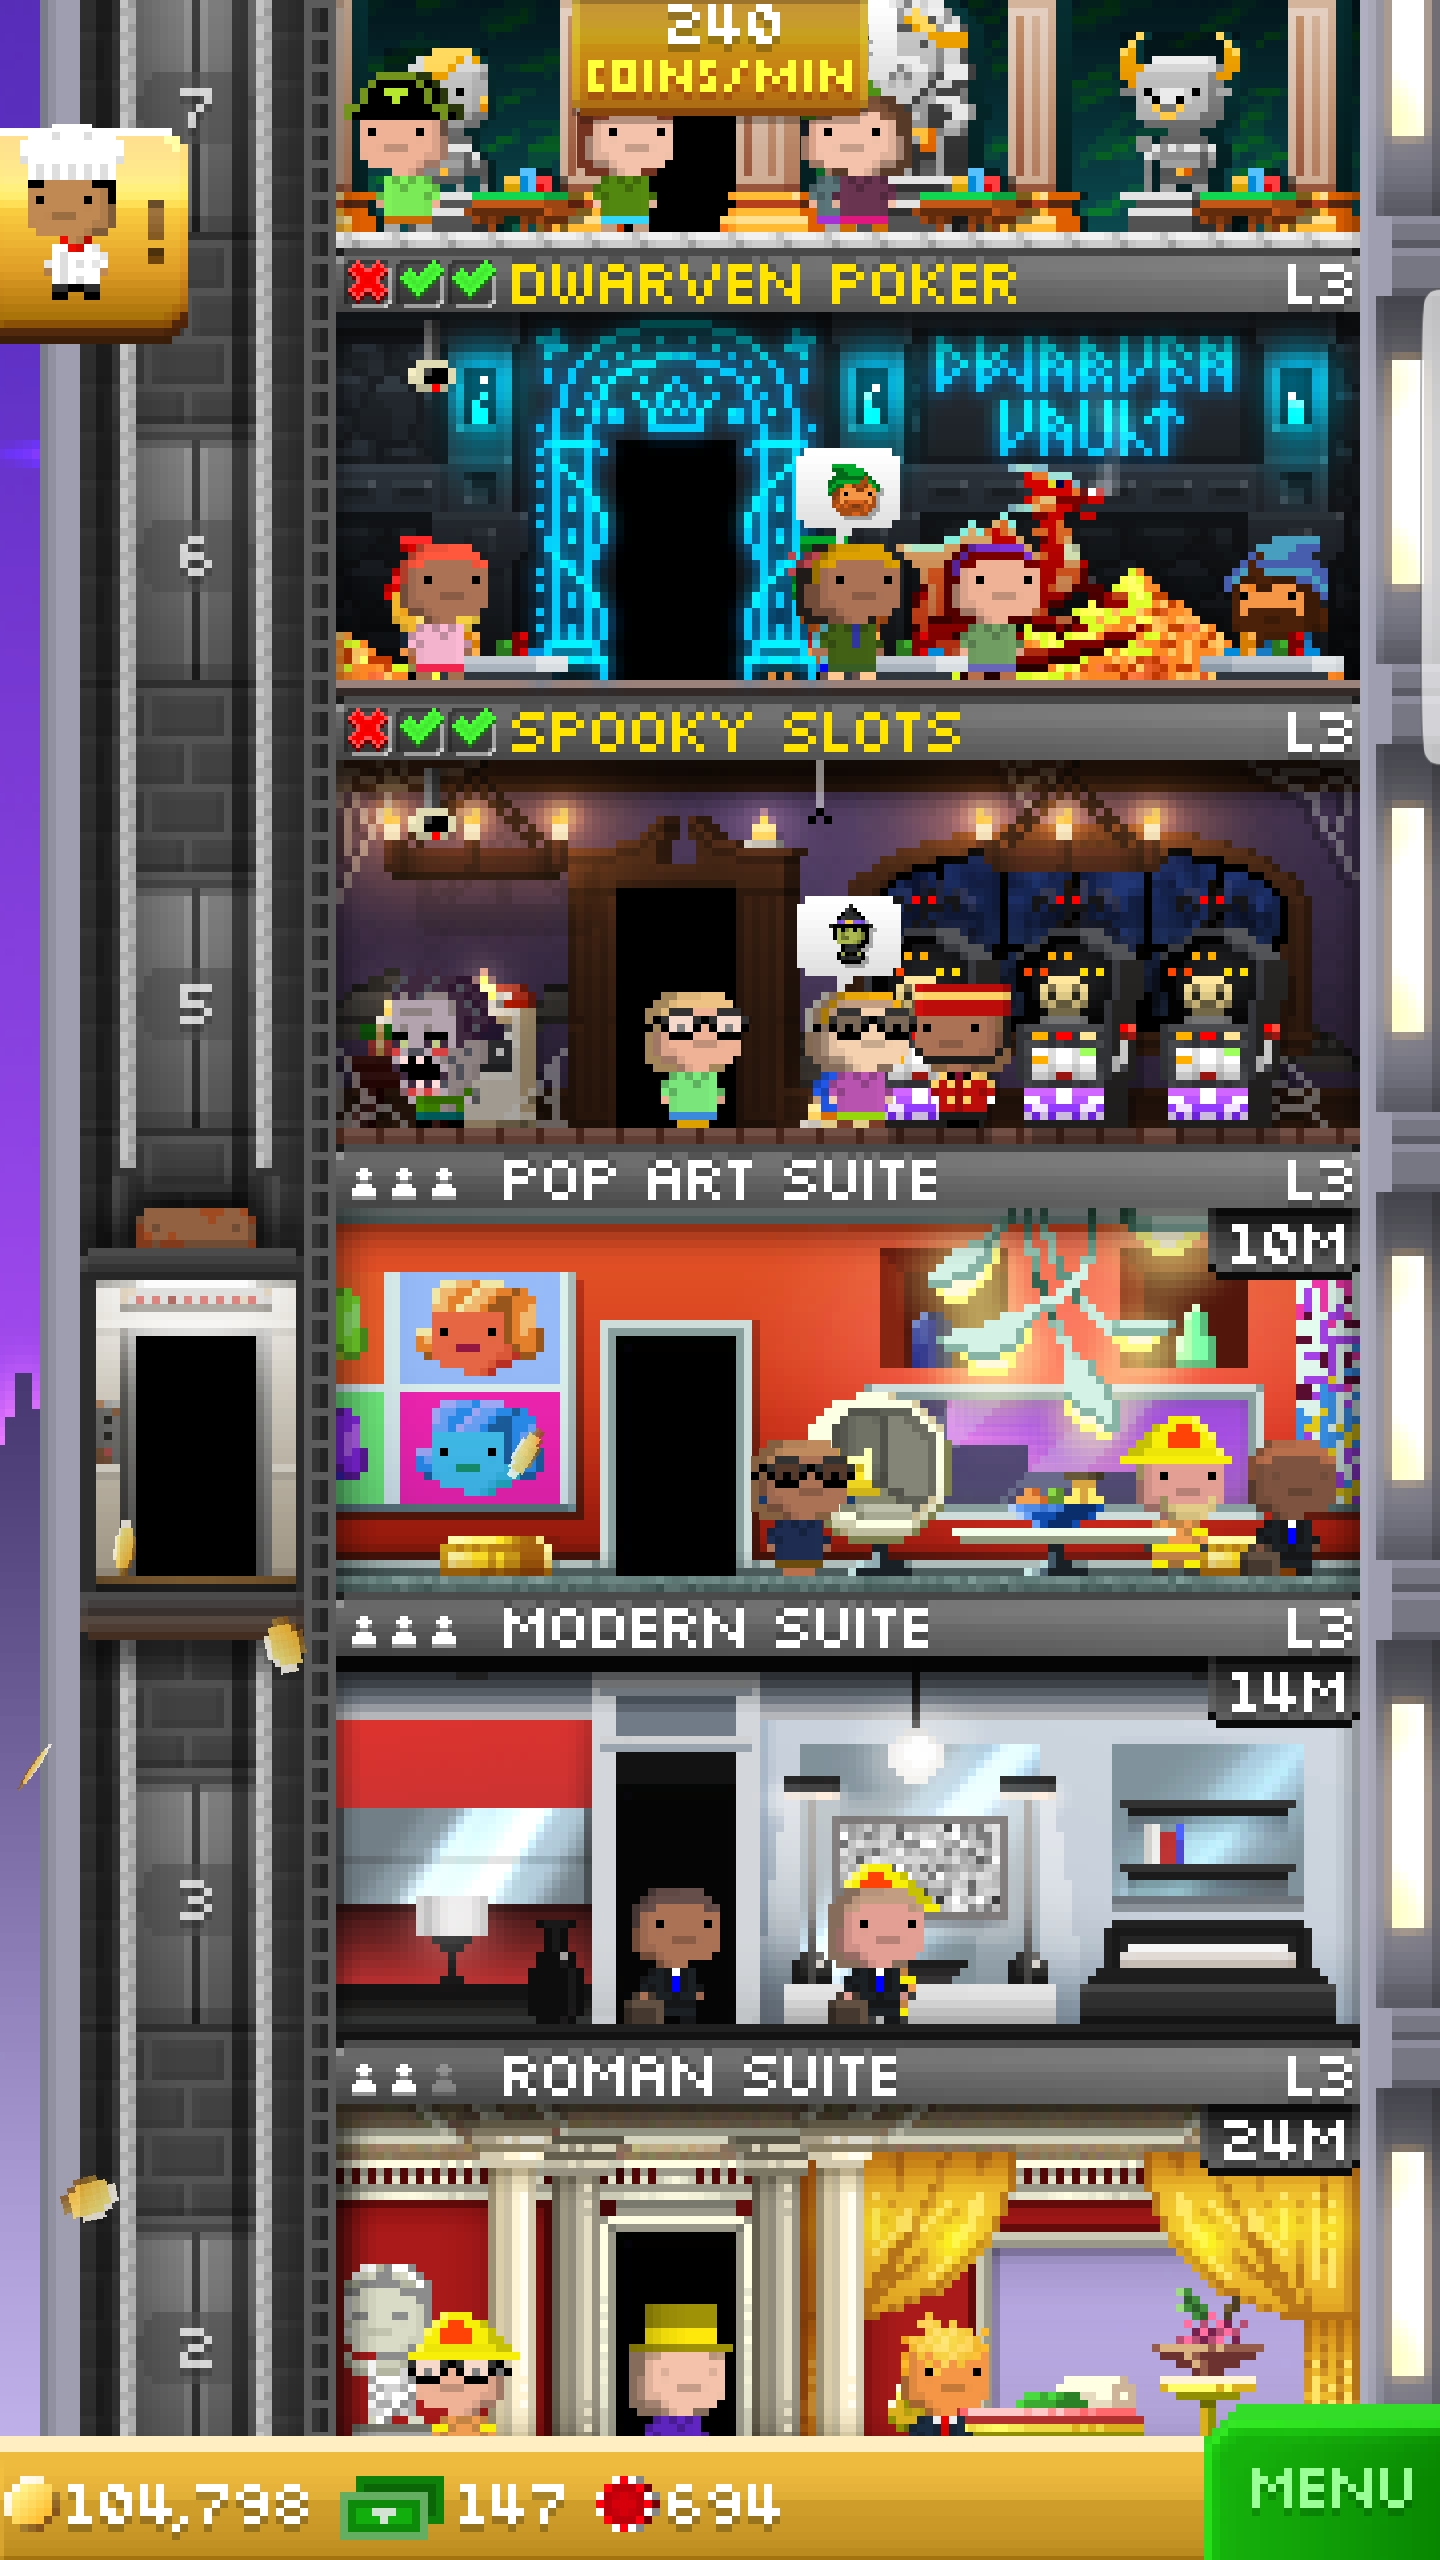 240
COINS/MIN
7
DWARVEN POKER L3
DWARVEN
VAULT
6
SPOOKY SLOTS L3
5
POP ART SUITE L3
10M
MODERN SUITE L3
14M
3
ROMAN SUITE L3
24M
2
104,798 147 694 MENU